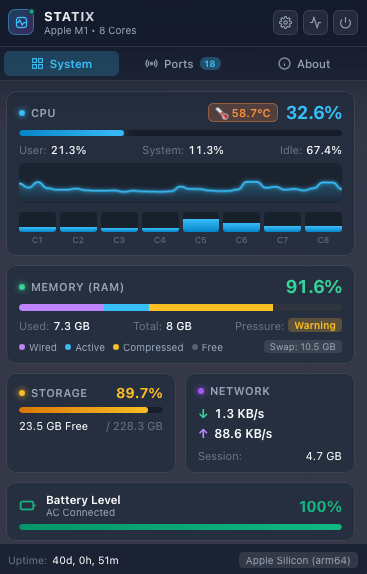 STATIX
Apple M1 • 8 Cores
System
Ports 18
About
CPU
58.7°C 32.6%
User: 21.3% System: 11.3% Idle: 67.4%
C1 C2 C3 C4 C5 C6 C7 C8
MEMORY (RAM) 91.6%
Used: 7.3 GB Total: 8 GB Pressure: Warning
Wired Active Compressed Free Swap: 10.5 GB
STORAGE 89.7%
23.5 GB Free / 228.3 GB
NETWORK
↓ 1.3 KB/s
↑ 88.6 KB/s
Session: 4.7 GB
Battery Level
AC Connected
100%
Uptime: 40d, 0h, 51m Apple Silicon (arm64)